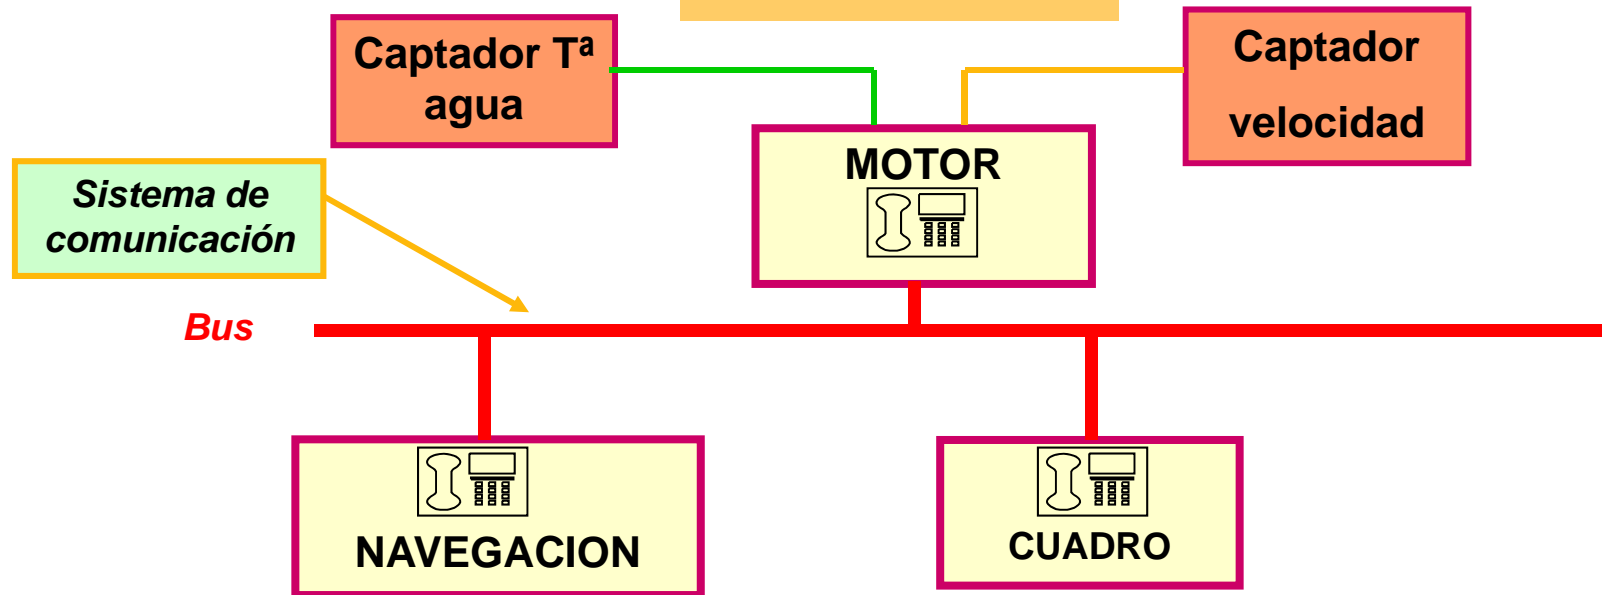 Captador Tª
agua
Captador
velocidad
MOTOR
Sistema de
comunicación
Bus
NAVEGACION
CUADRO